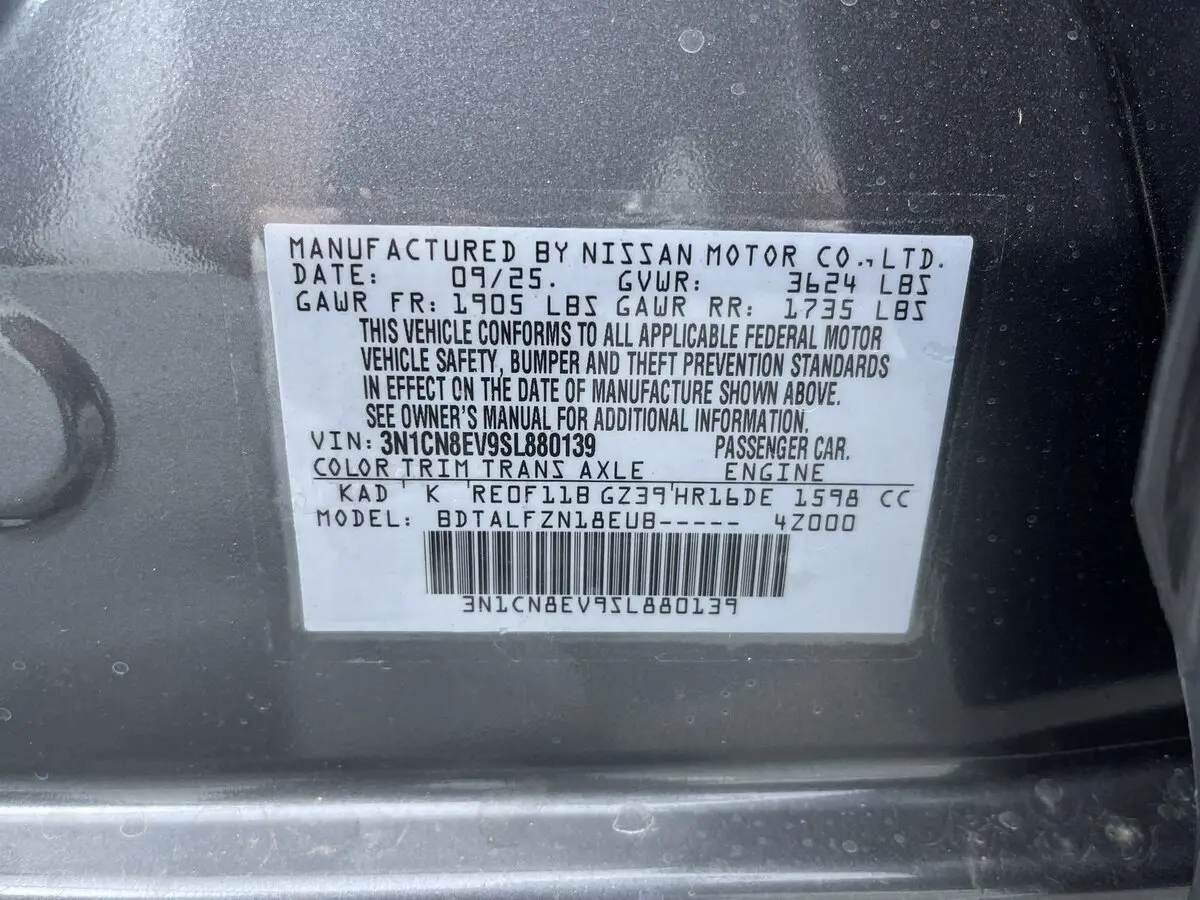 MANUFACTURED BY NISSAN MOTOR CO., LTD.
DATE: 09/25. GVWR: 3624 LBS
GAWR FR: 1905 LBS GAWR RR: 1735 LBS
THIS VEHICLE CONFORMS TO ALL APPLICABLE FEDERAL MOTOR
VEHICLE SAFETY, BUMPER AND THEFT PREVENTION STANDARDS
IN EFFECT ON THE DATE OF MANUFACTURE SHOWN ABOVE.
SEE OWNER'S MANUAL FOR ADDITIONAL INFORMATION.
VIN: 3N1CN8EV9SL880139 PASSENGER CAR.
COLOR TRIM TRANS AXLE ENGINE
KAD ' K 'RE0F11B GZ39'HR16DE 1598 CC
MODEL: BDTALFZN18EUB----- 4Z000
3N1CN8EV9SL880139